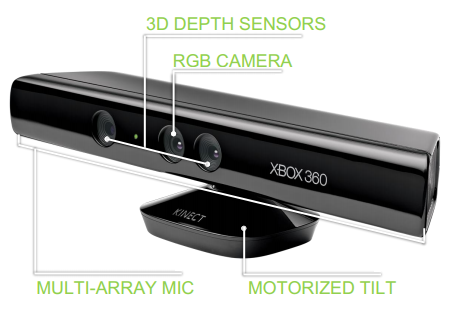 3D DEPTH SENSORS
RGB CAMERA
XBOX 360
KINECT
MULTI-ARRAY MIC
MOTORIZED TILT